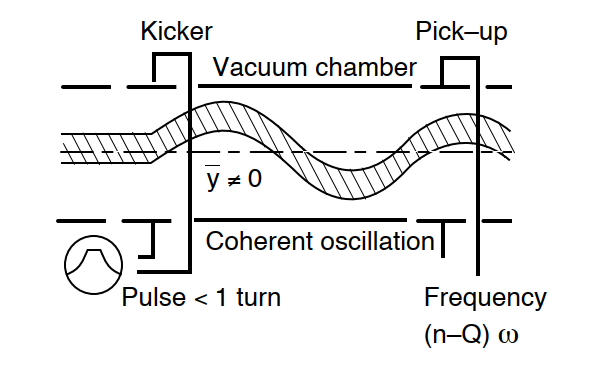 Kicker
Pick–up
Vacuum chamber
y̅ ≠ 0
Coherent oscillation
Pulse < 1 turn
Frequency
(n–Q) ω